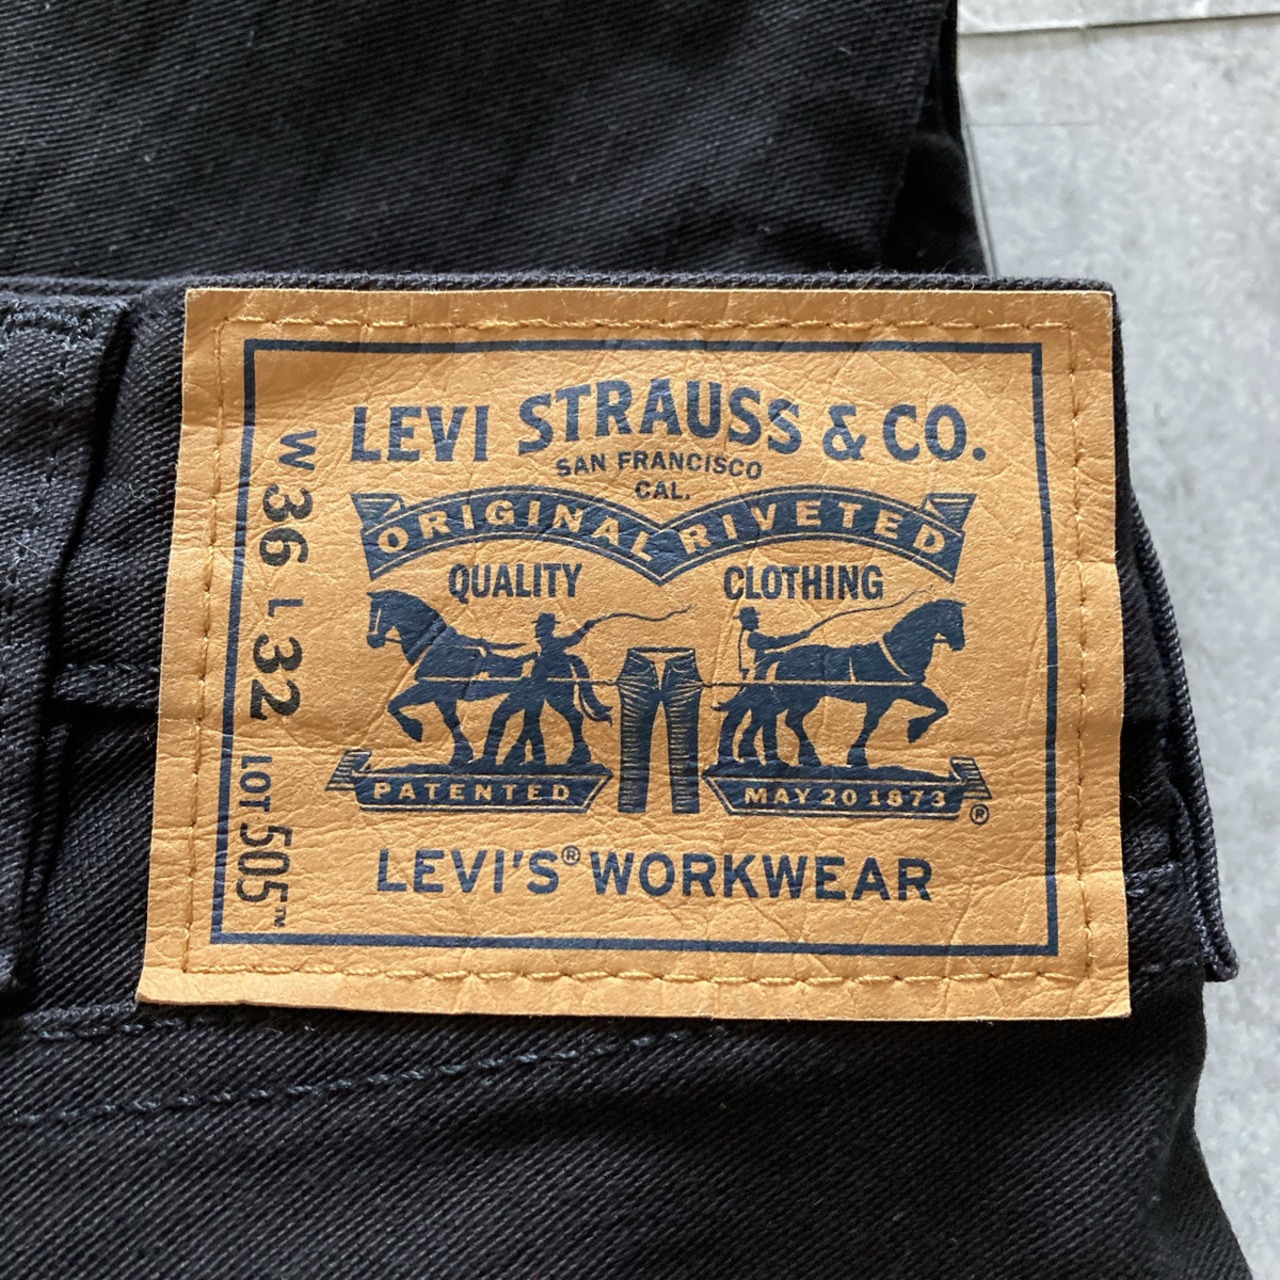 LEVI STRAUSS & CO.
SAN FRANCISCO
CAL.
ORIGINAL RIVETED
QUALITY CLOTHING
PATENTED MAY 20 1873 ®
LEVI'S® WORKWEAR
W 36 L 32 LOT 505™